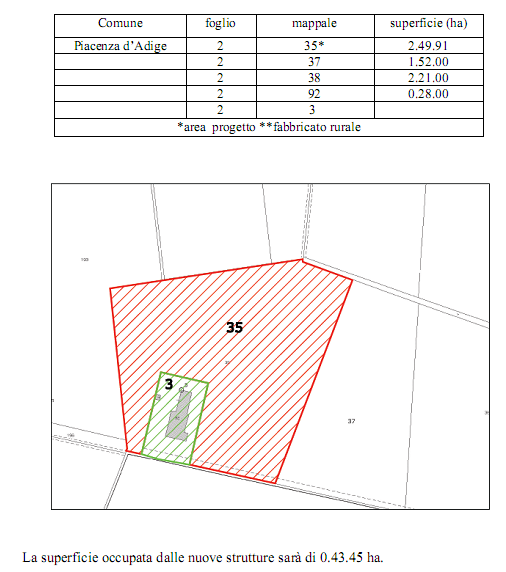 Comune foglio mappale superficie (ha)
Piacenza d'Adige 2 35* 2.49.91
2 37 1.52.00
2 38 2.21.00
2 92 0.28.00
2 3
*area progetto **fabbricato rurale
35
3
37
La superficie occupata dalle nuove strutture sarà di 0.43.45 ha.